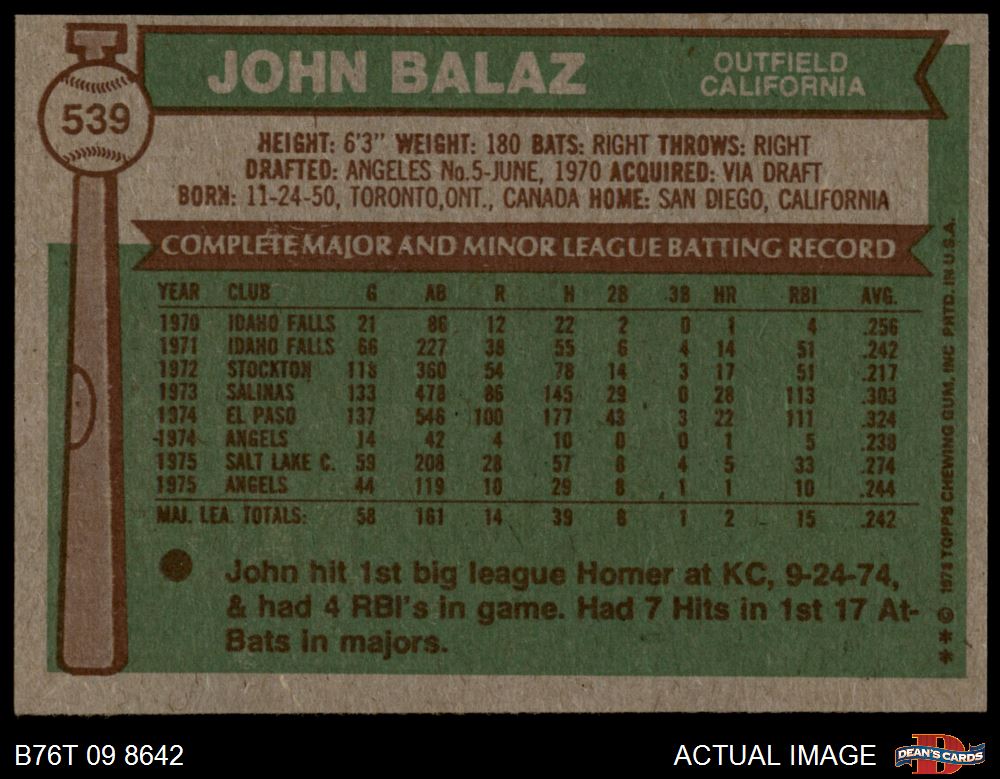 539
JOHN BALAZ
OUTFIELD
CALIFORNIA
HEIGHT: 6'3" WEIGHT: 180 BATS: RIGHT THROWS: RIGHT
DRAFTED: ANGELES No.5-JUNE, 1970 ACQUIRED: VIA DRAFT
BORN: 11-24-50, TORONTO,ONT., CANADA HOME: SAN DIEGO, CALIFORNIA
COMPLETE MAJOR AND MINOR LEAGUE BATTING RECORD
YEAR CLUB G AB R H 2B 3B HR RBI AVG.
1970 IDAHO FALLS 21 86 12 22 2 0 1 4 .256
1971 IDAHO FALLS 66 227 38 55 6 4 14 51 .242
1972 STOCKTON 118 360 54 78 14 3 17 51 .217
1973 SALINAS 133 478 86 145 29 0 28 113 .303
1974 EL PASO 137 546 100 177 43 3 22 111 .324
1974 ANGELS 14 42 4 10 0 0 1 5 .238
1975 SALT LAKE C. 59 208 28 57 6 4 5 33 .274
1975 ANGELS 44 119 10 29 8 1 1 10 .244
MAJ. LEA. TOTALS: 58 161 14 39 8 1 2 15 .242
John hit 1st big league Homer at KC, 9-24-74,
& had 4 RBI's in game. Had 7 Hits in 1st 17 At-
Bats in majors.
** © 1976 TOPPS CHEWING GUM, INC PRTD. IN U.S.A.
B76T 09 8642
ACTUAL IMAGE
DEAN'S CARDS